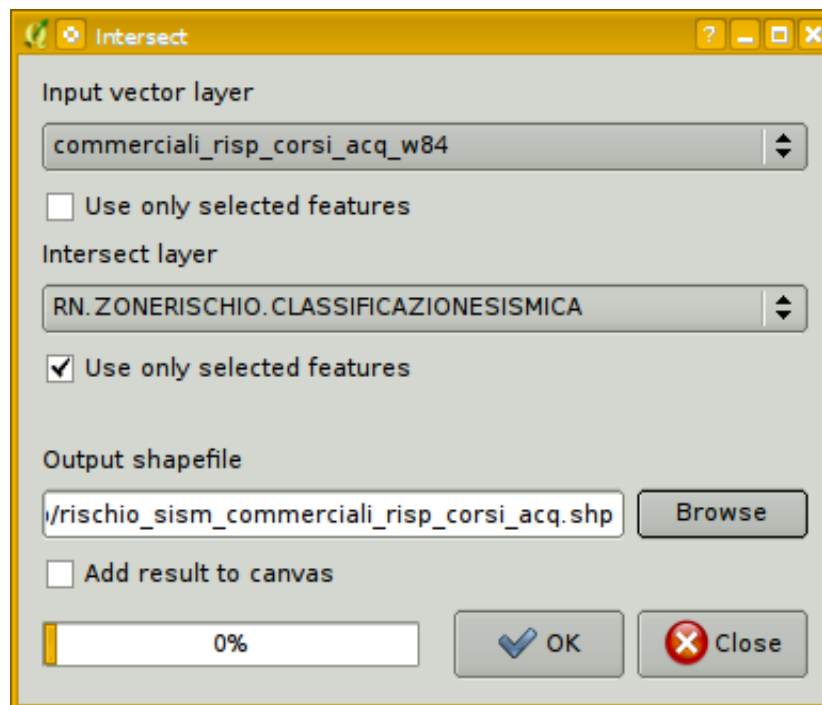 Intersect
Input vector layer
commerciali_risp_corsi_acq_w84
Use only selected features
Intersect layer
RN.ZONERISCHIO.CLASSIFICAZIONESISMICA
Use only selected features
Output shapefile
/rischio_sism_commerciali_risp_corsi_acq.shp
Browse
Add result to canvas
0%
OK
Close